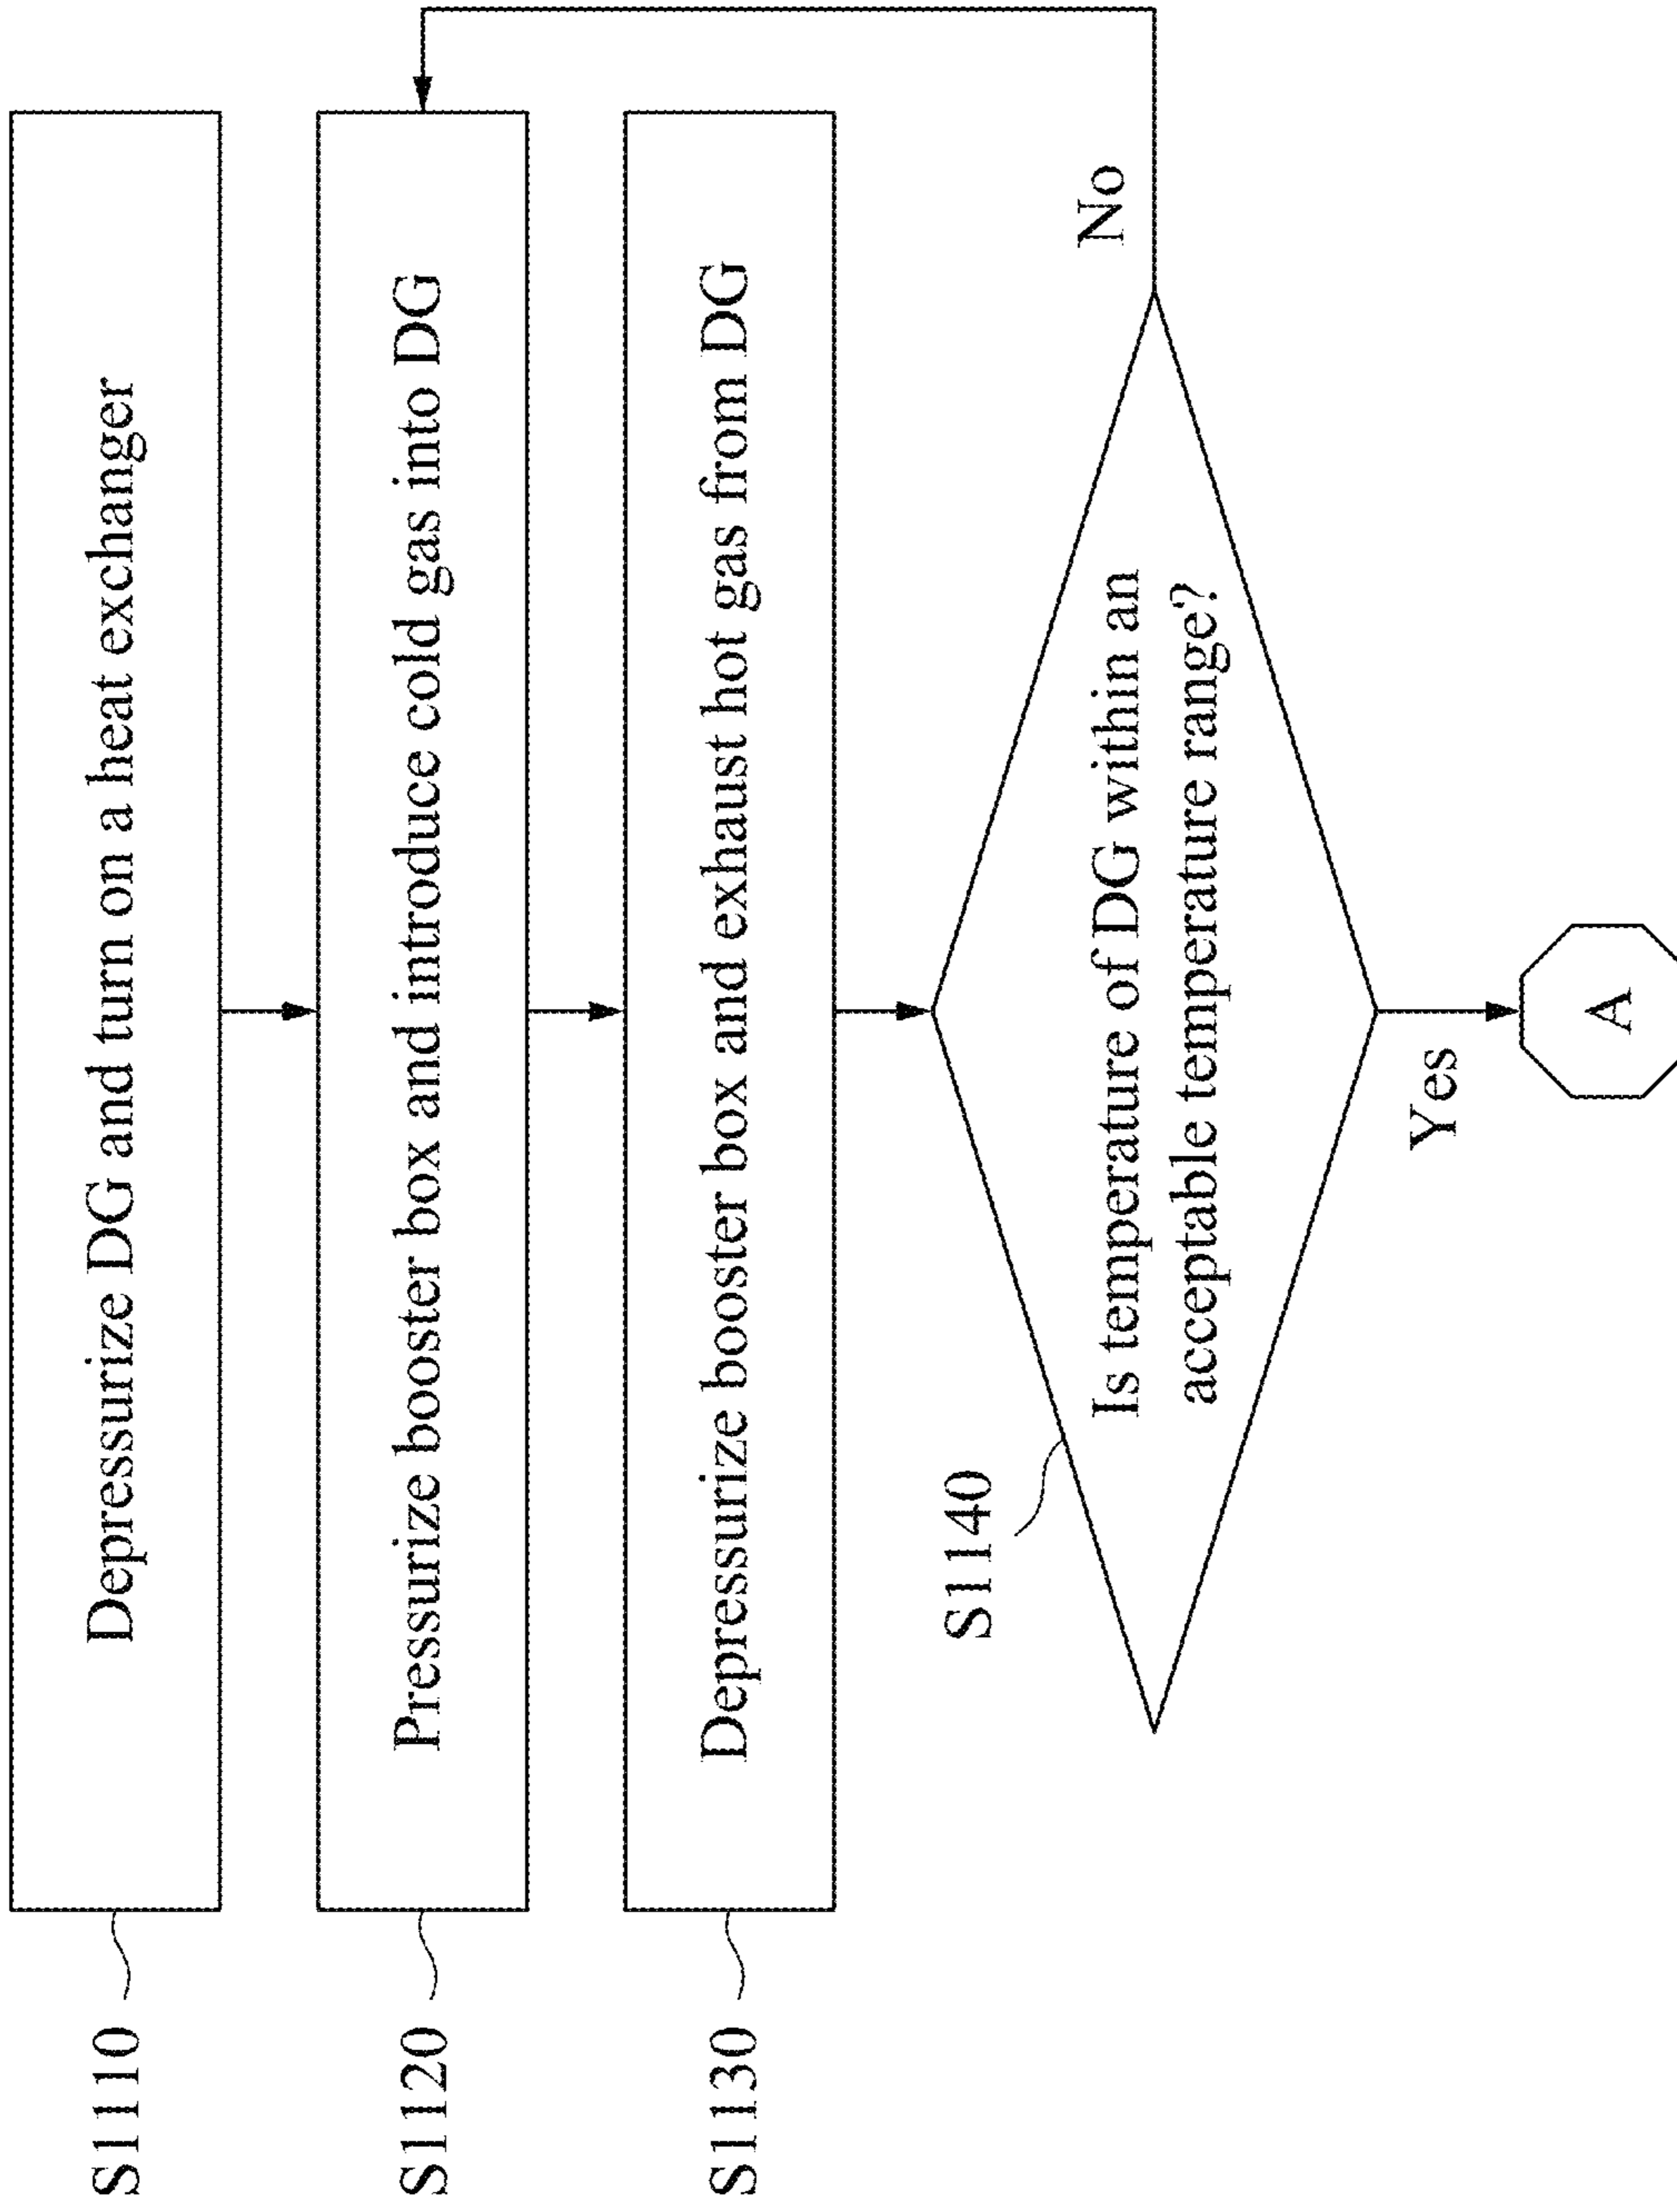 S1110
Depressurize DG and turn on a heat exchanger
S1120
Pressurize booster box and introduce cold gas into DG
S1130
Depressurize booster box and exhaust hot gas from DG
S1140
Is temperature of DG within an
acceptable temperature range?
No
Yes
A